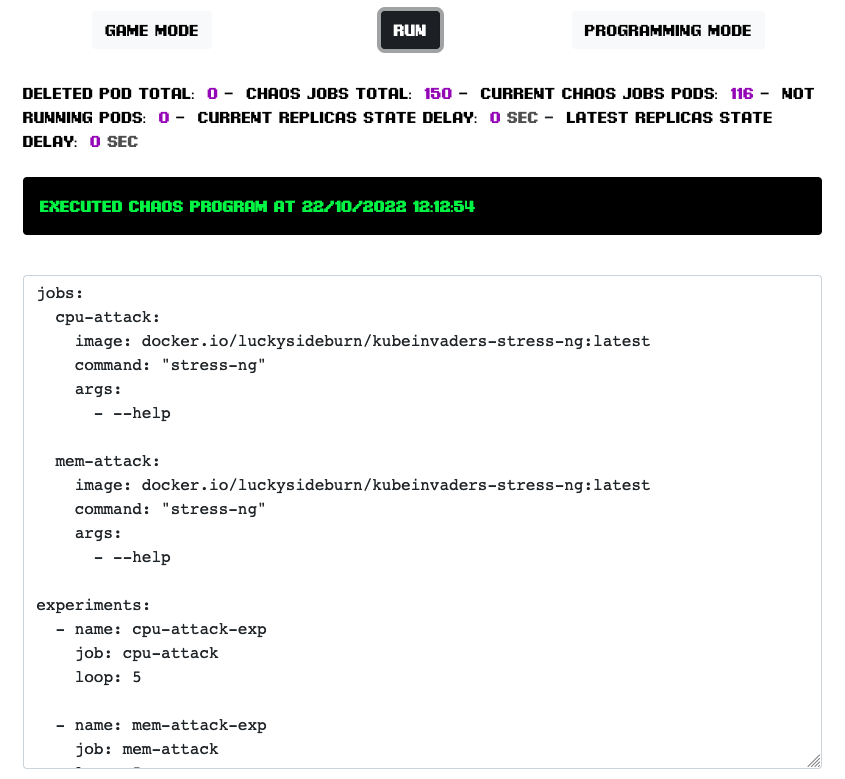 GAME MODE RUN PROGRAMMING MODE
DELETED POD TOTAL: 0 - CHAOS JOBS TOTAL: 150 - CURRENT CHAOS JOBS PODS: 116 - NOT
RUNNING PODS: 0 - CURRENT REPLICAS STATE DELAY: 0 SEC - LATEST REPLICAS STATE
DELAY: 0 SEC
EXECUTED CHAOS PROGRAM AT 22/10/2022 12:12:54
jobs:
  cpu-attack:
    image: docker.io/luckysideburn/kubeinvaders-stress-ng:latest
    command: "stress-ng"
    args:
      - --help
  mem-attack:
    image: docker.io/luckysideburn/kubeinvaders-stress-ng:latest
    command: "stress-ng"
    args:
      - --help
experiments:
  - name: cpu-attack-exp
    job: cpu-attack
    loop: 5
  - name: mem-attack-exp
    job: mem-attack